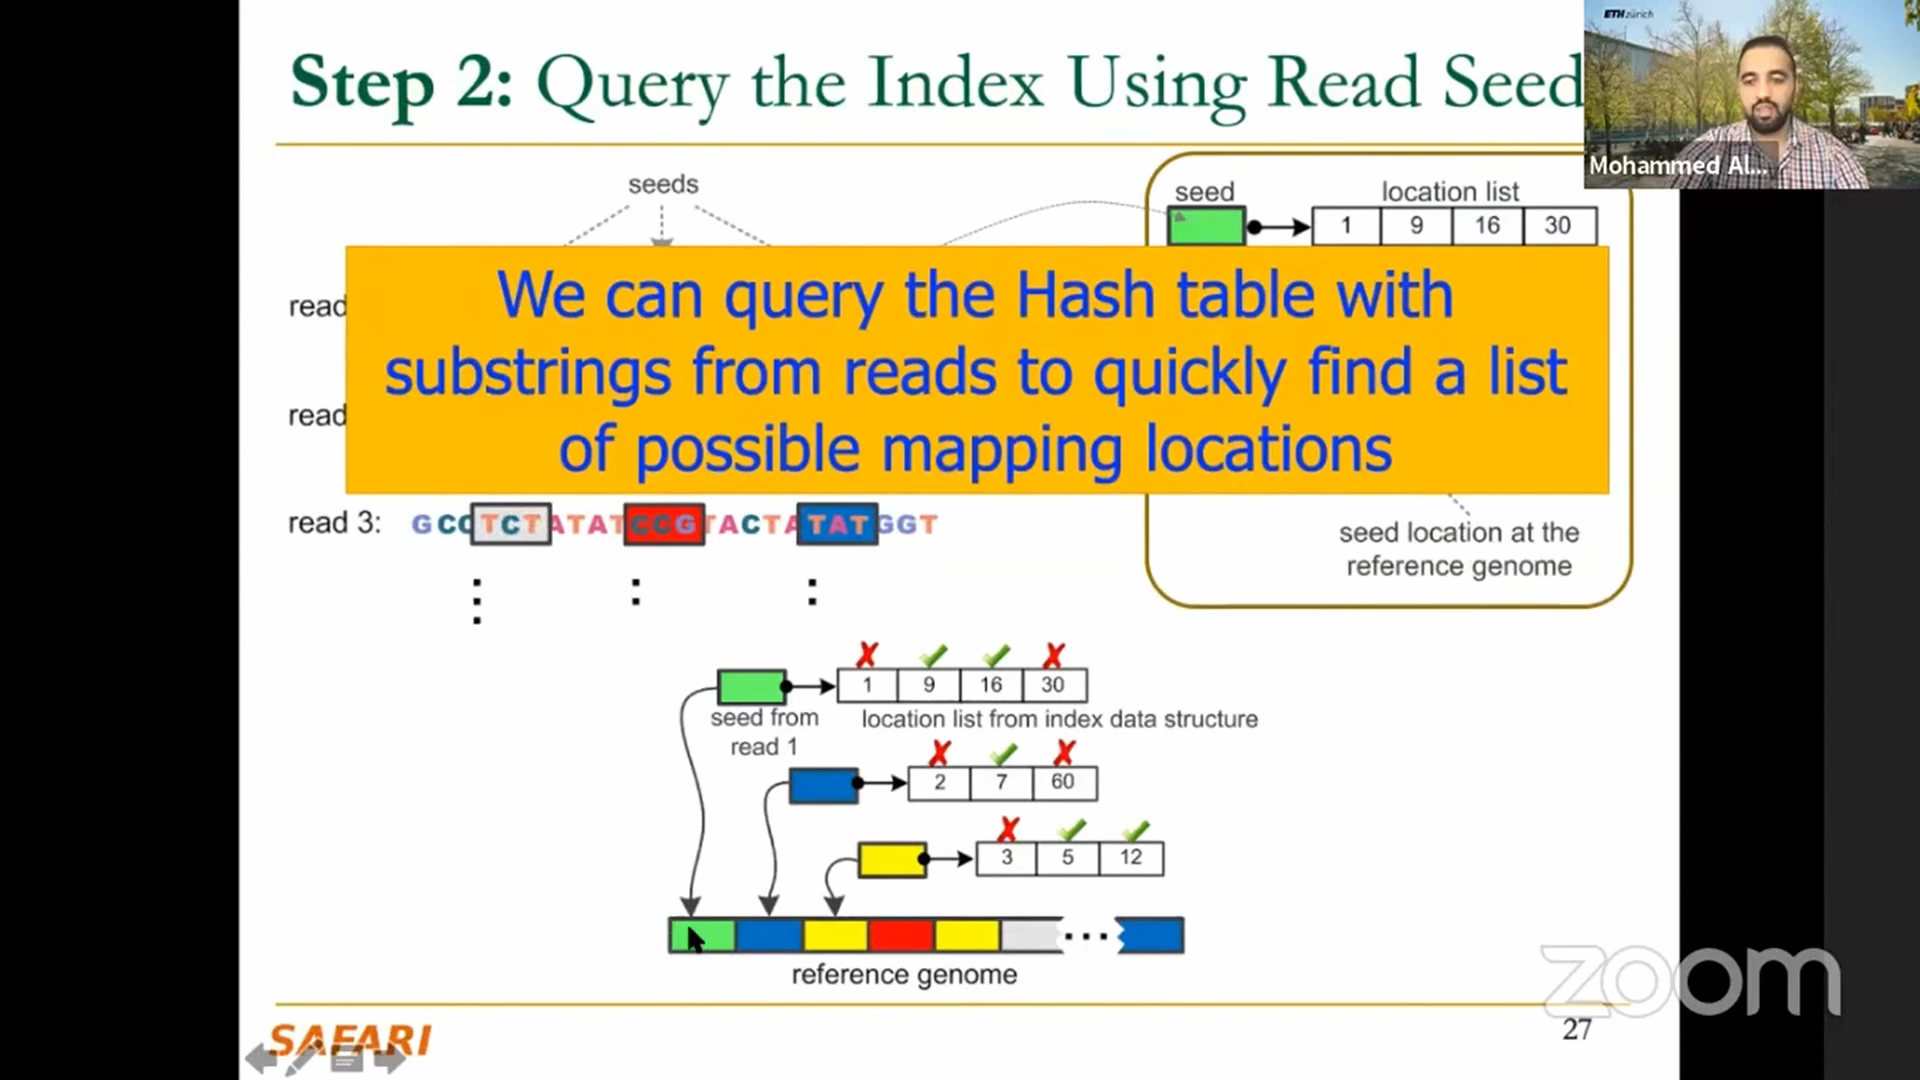 Step 2: Query the Index Using Read Seed
ETH zürich
Mohammed Al...
seeds
seed
location list
1 9 16 30
We can query the Hash table with
substrings from reads to quickly find a list
of possible mapping locations
read
read
read 3: GCCTCTATATCCGTACTATATGGT
seed location at the
reference genome
1 9 16 30
seed from
read 1
location list from index data structure
2 7 60
3 5 12
reference genome
SAFARI
zoom
27